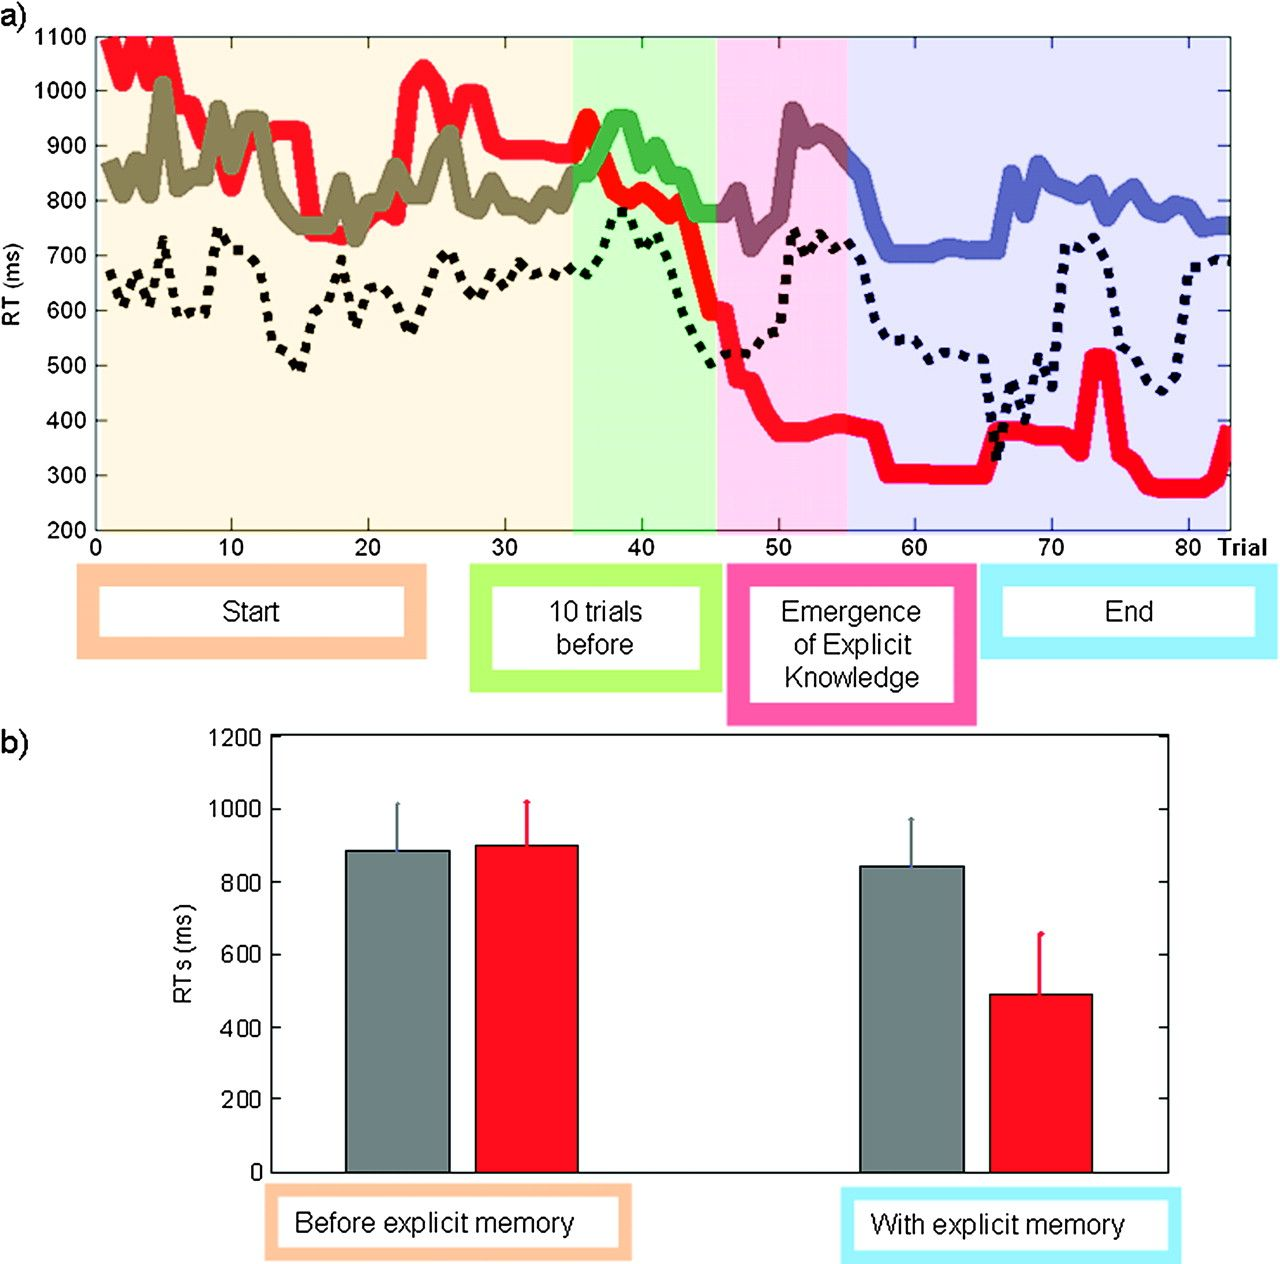 a)
1100
1000
900
800
700
600
500
400
300
200
RT (ms)
0 10 20 30 40 50 60 70 80 Trial
Start
10 trials
before
Emergence
of Explicit
Knowledge
End
b)
1200
1000
800
600
400
200
0
RTs (ms)
Before explicit memory
With explicit memory